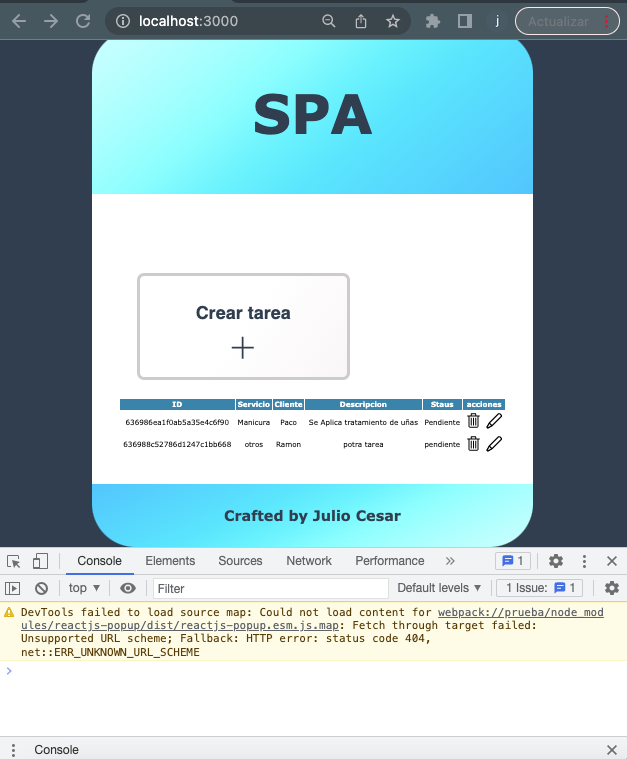 localhost:3000
j
Actualizar
SPA
Crear tarea
ID Servicio Cliente Descripcion Staus acciones
636986ea1f0ab5a35e4c6f90 Manicura Paco Se Aplica tratamiento de uñas Pendiente
636988c52786d1247c1bb668 otros Ramon potra tarea pendiente
Crafted by Julio Cesar
Console Elements Sources Network Performance 1
top Filter Default levels 1 Issue: 1
DevTools failed to load source map: Could not load content for webpack://prueba/node_mod
ules/reactjs-popup/dist/reactjs-popup.esm.js.map: Fetch through target failed:
Unsupported URL scheme; Fallback: HTTP error: status code 404,
net::ERR_UNKNOWN_URL_SCHEME
Console